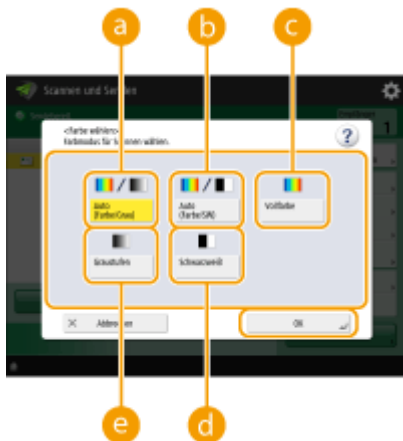 a
b
c
Scannen und Senden
1
<Farbe wählen>
Farbmodus für Scannen wählen.
?
Auto
(Farbe/Grau)
Auto
(Farbe/SW)
Vollfarbe
Graustufen
Schwarzweiß
Abbrechen
OK
e
d